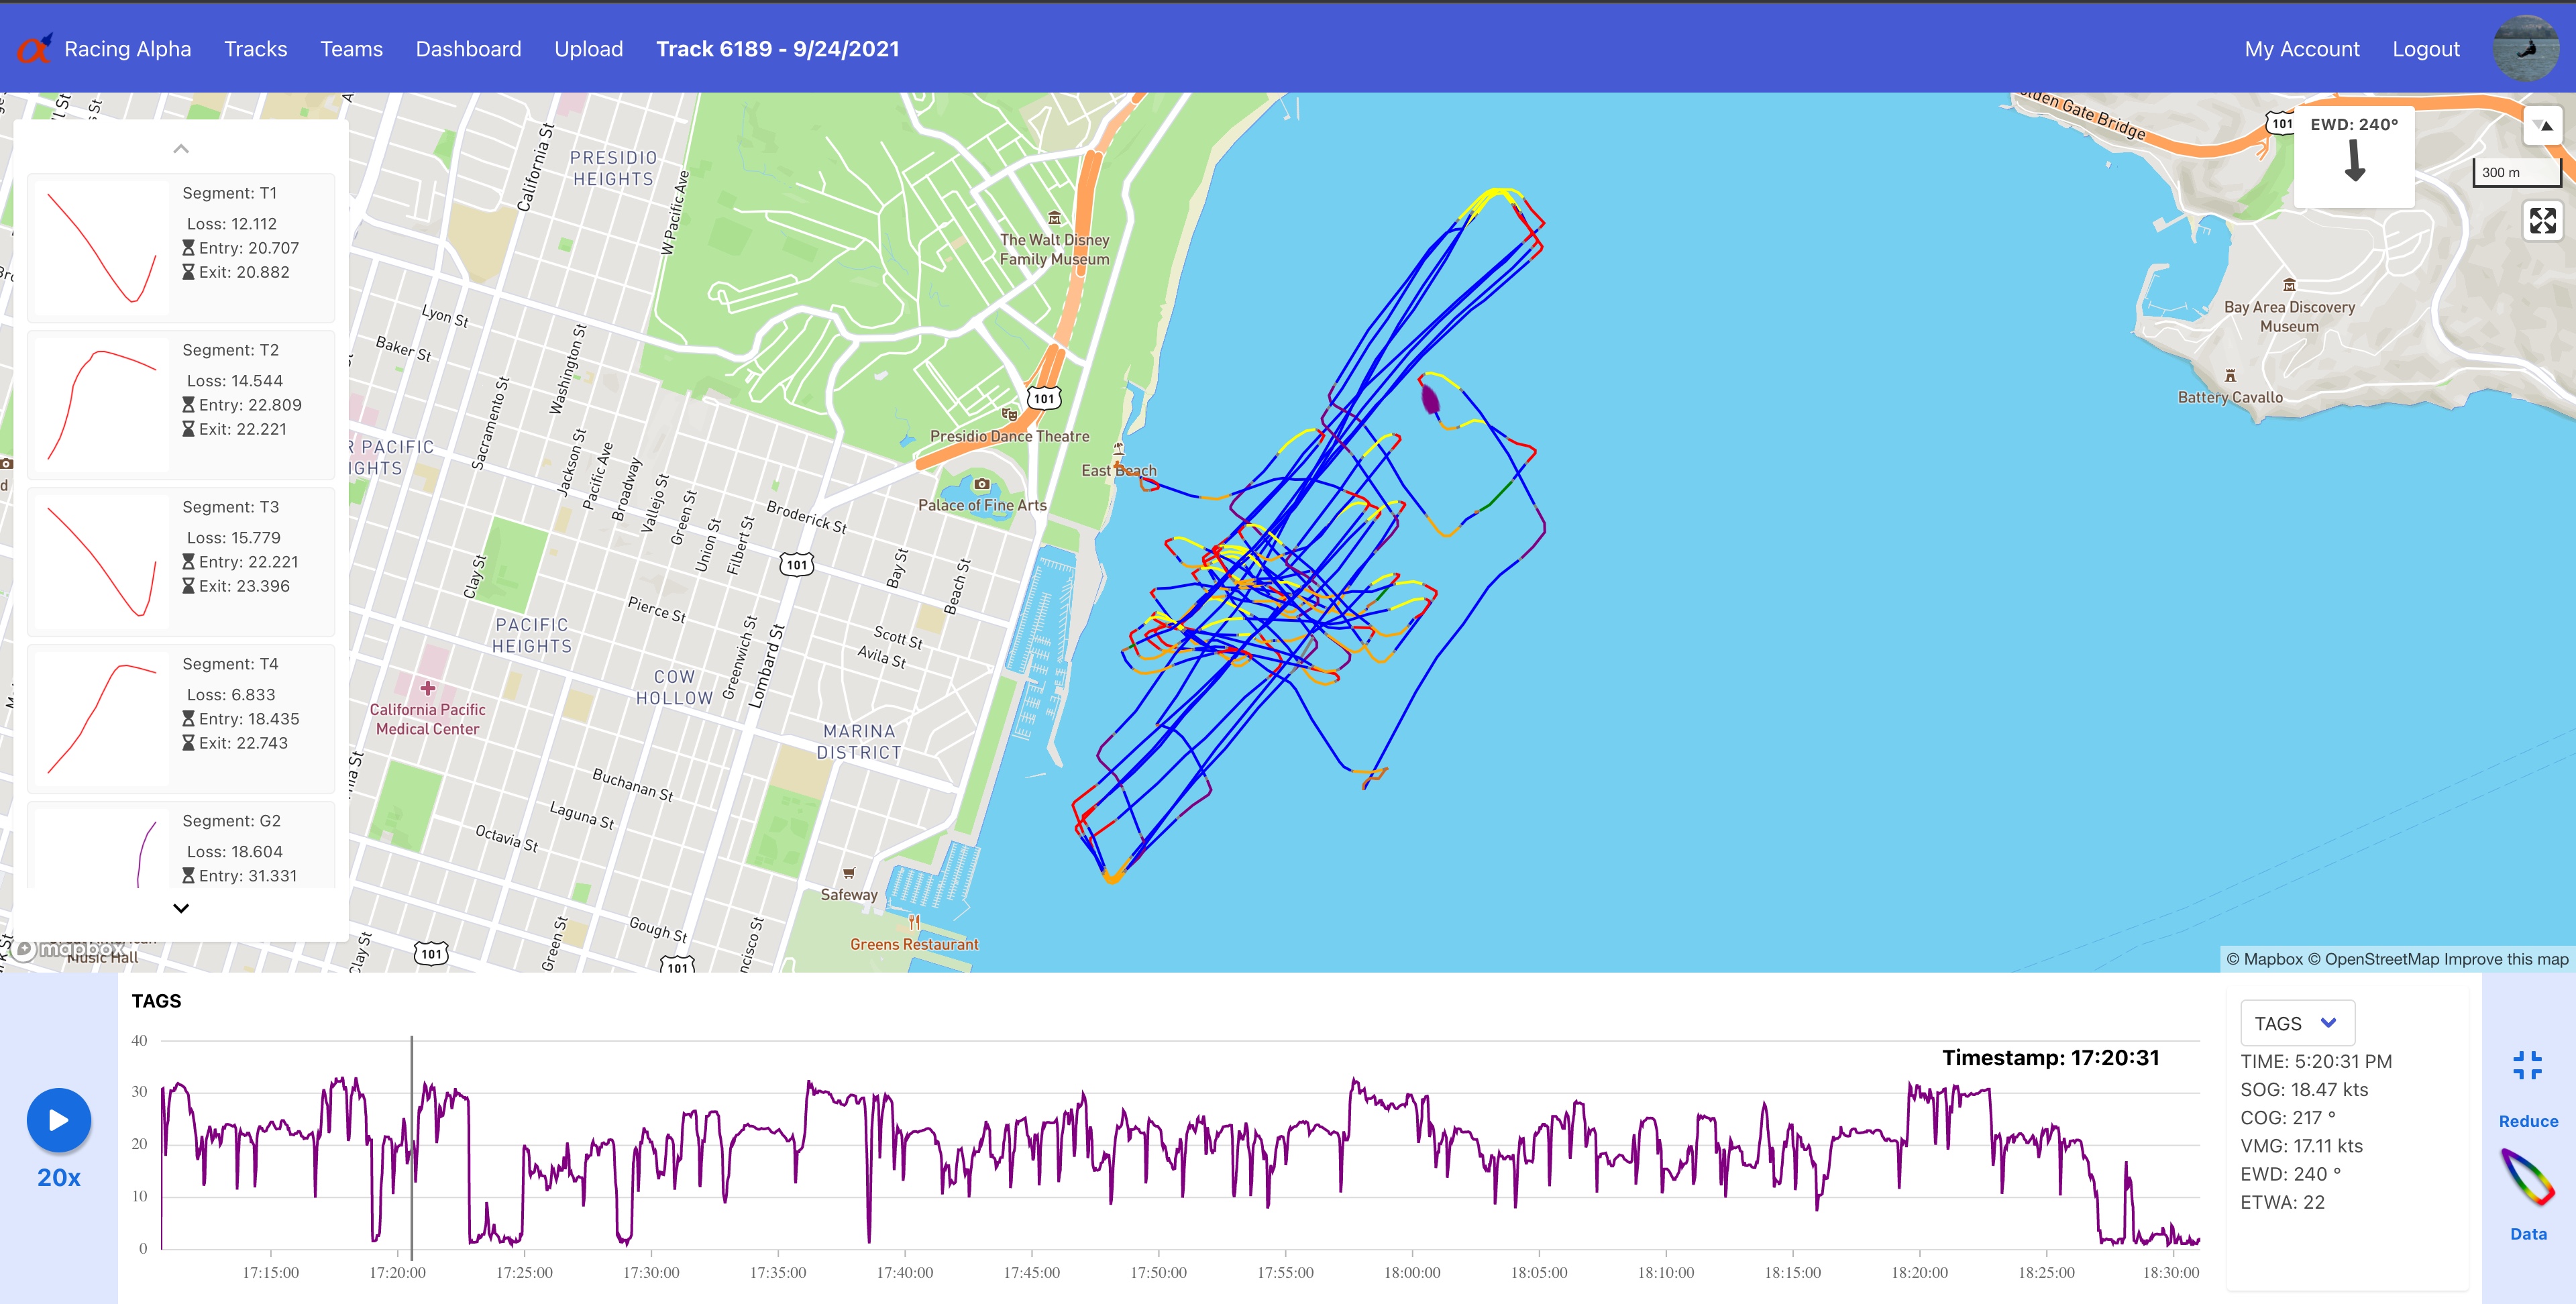 Racing Alpha Tracks Teams Dashboard Upload Track 6189 - 9/24/2021 My Account Logout
Segment: T1
Loss: 12.112
Entry: 20.707
Exit: 20.882
Segment: T2
Loss: 14.544
Entry: 22.809
Exit: 22.221
Segment: T3
Loss: 15.779
Entry: 22.221
Exit: 23.396
Segment: T4
Loss: 6.833
Entry: 18.435
Exit: 22.743
Segment: G2
Loss: 18.604
Entry: 31.331
mapbox
Music Hall
California St
PRESIDIO
HEIGHTS
W Pacific Ave
The Walt Disney
Family Museum
Lyon St
Baker St
Washington St
Sacramento St
101
Presidio Dance Theatre
East Beach
Palace of Fine Arts
Jackson St
Pacific Ave
Broadway
Vallejo St
Green St
Union St
Filbert St
Broderick St
101
Bay St
Beach St
Clay St
Pierce St
PACIFIC
HEIGHTS
Scott St
Avila St
Greenwich St
Lombard St
COW
HOLLOW
California Pacific
Medical Center
MARINA
DISTRICT
Buchanan St
Laguna St
Octavia St
Safeway
Gough St
Green St
Clay St
101
101
Greens Restaurant
Golden Gate Bridge
101
EWD: 240°
300 m
Bay Area Discovery
Museum
Battery Cavallo
© Mapbox © OpenStreetMap Improve this map
TAGS
40
30
20
10
0
Timestamp: 17:20:31
17:15:00 17:20:00 17:25:00 17:30:00 17:35:00 17:40:00 17:45:00 17:50:00 17:55:00 18:00:00 18:05:00 18:10:00 18:15:00 18:20:00 18:25:00 18:30:00
20x
TAGS
TIME: 5:20:31 PM
SOG: 18.47 kts
COG: 217 °
VMG: 17.11 kts
EWD: 240 °
ETWA: 22
Reduce
Data